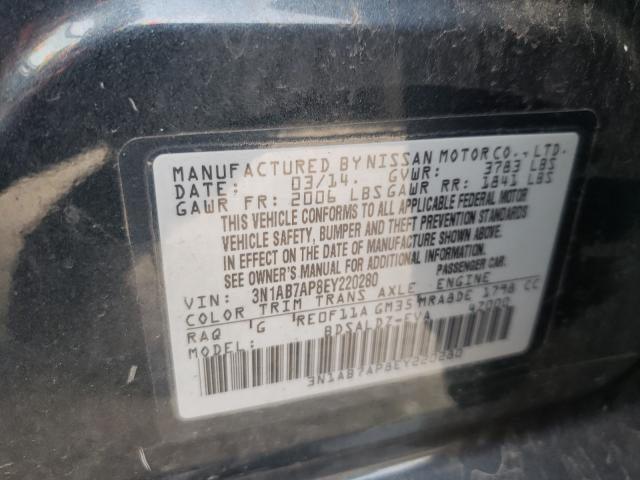 MANUFACTURED BY NISSAN MOTOR CO., LTD.
DATE: 03/14. GVWR: 3783 LBS
GAWR FR: 2006 LBS GAWR RR: 1841 LBS
THIS VEHICLE CONFORMS TO ALL APPLICABLE FEDERAL MOTOR
VEHICLE SAFETY, BUMPER AND THEFT PREVENTION STANDARDS
IN EFFECT ON THE DATE OF MANUFACTURE SHOWN ABOVE.
SEE OWNER'S MANUAL FOR ADDITIONAL INFORMATION.
VIN: 3N1AB7AP8EY220280 PASSENGER CAR.
COLOR TRIM TRANS AXLE ENGINE
RAQ G RE0F11A GM35 MRA8DE 1798 CC
MODEL: BDSALDZ-EVA 42000
3N1AB7AP8EY220280